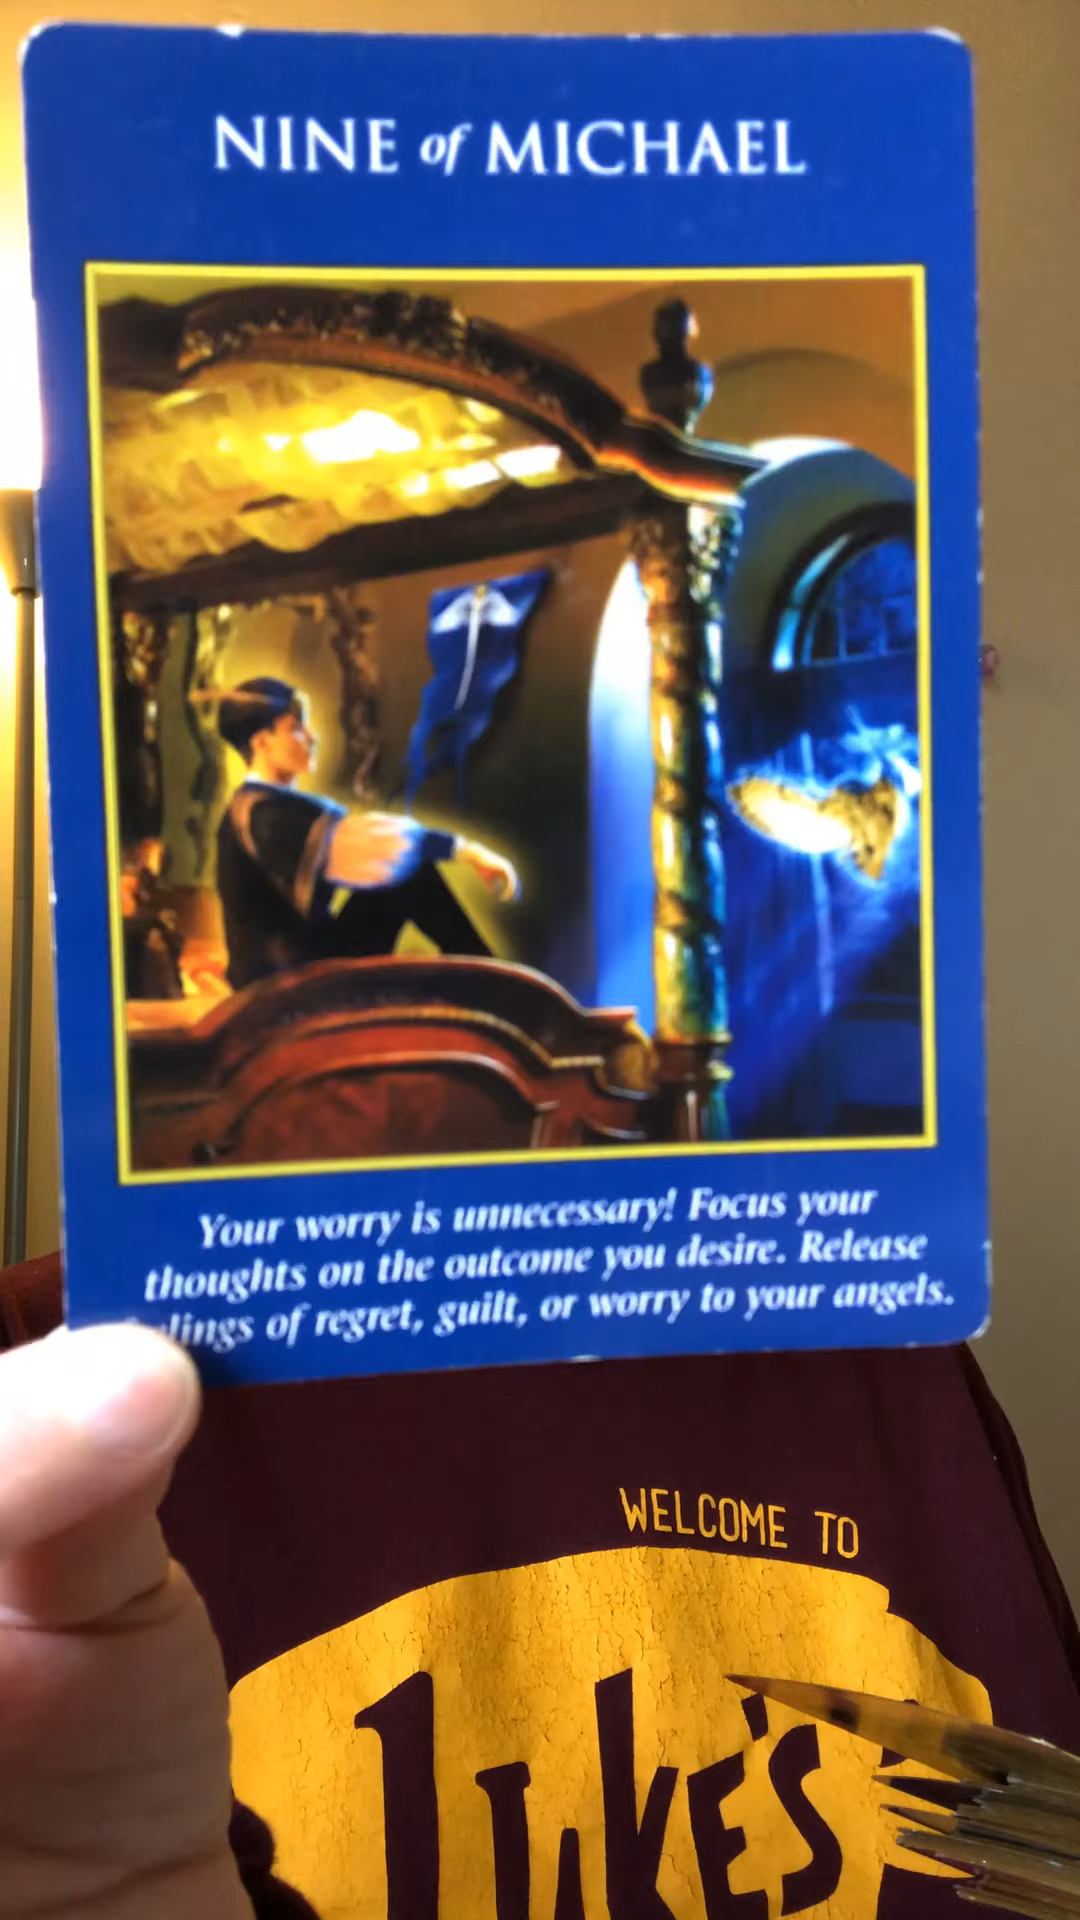 NINE of MICHAEL
Your worry is unnecessary! Focus your
thoughts on the outcome you desire. Release
of regret, guilt, or worry to your angels.
WELCOME TO
LUKE'S